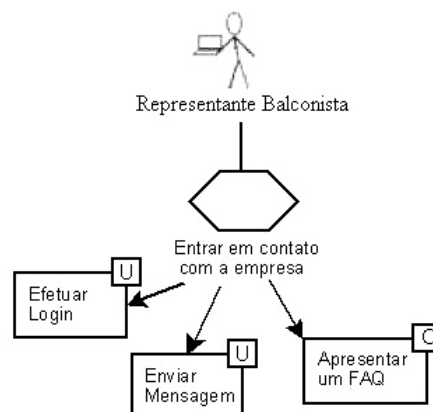 Representante Balconista
Entrar em contato
com a empresa
U
Efetuar
Login
U
Enviar
Mensagem
C
Apresentar
um FAQ